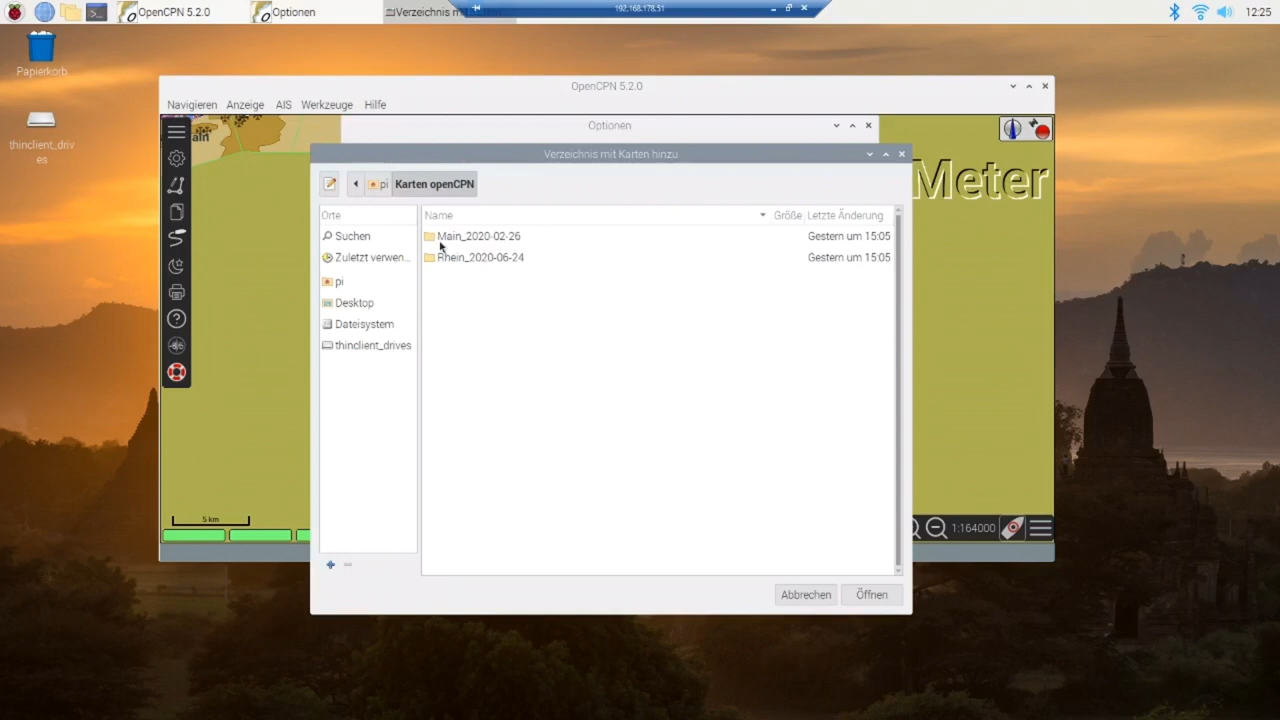 OpenCPN 5.2.0
Optionen
Verzeichnis m
192.168.178.51
12:25
Papierkorb
thinclient_driv
es
OpenCPN 5.2.0
Navigieren Anzeige AIS Werkzeuge Hilfe
Optionen
Meter
Verzeichnis mit Karten hinzu
pi
Karten openCPN
Orte
Suchen
Zuletzt verwen...
pi
Desktop
Dateisystem
thinclient_drives
Name Größe Letzte Änderung
Main_2020-02-26 Gestern um 15:05
Rhein_2020-06-24 Gestern um 15:05
5 km
1:164000
Abbrechen Öffnen